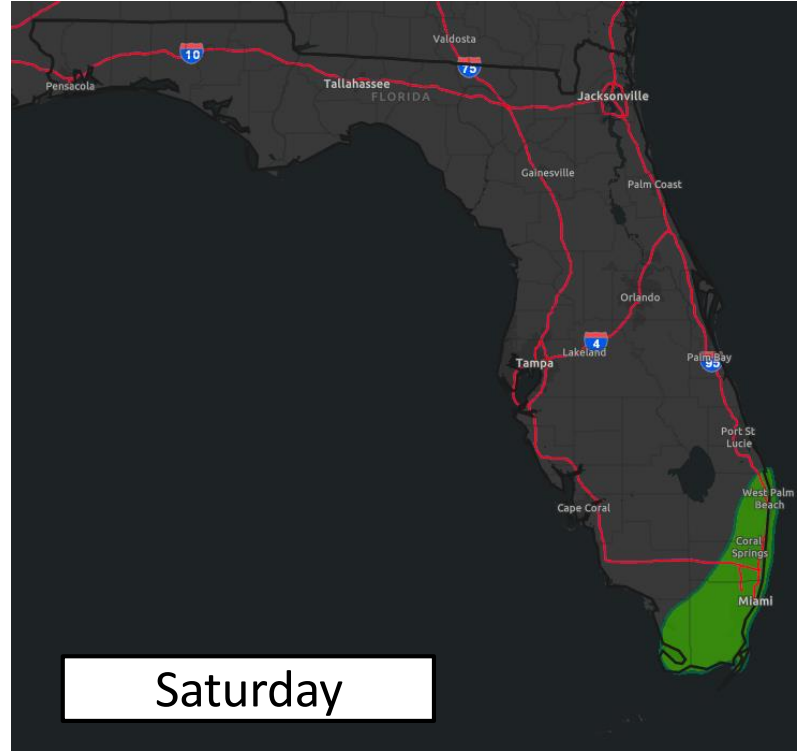 Valdosta
10
75
Pensacola
Tallahassee
FLORIDA
Jacksonville
Gainesville
Palm Coast
Orlando
4
Lakeland
Tampa
Palm Bay
95
Port St
Lucie
West Palm
Beach
Cape Coral
Coral
Springs
Miami
Saturday